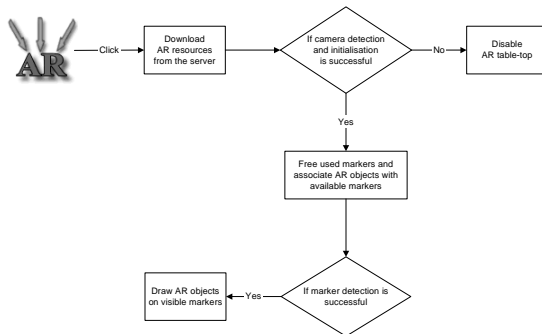 AR
Click
Download
AR resources
from the server
If camera detection
and initialisation
is successful
No
Disable
AR table-top
Yes
Free used markers and
associate AR objects with
available markers
If marker detection is
successful
Yes
Draw AR objects
on visible markers